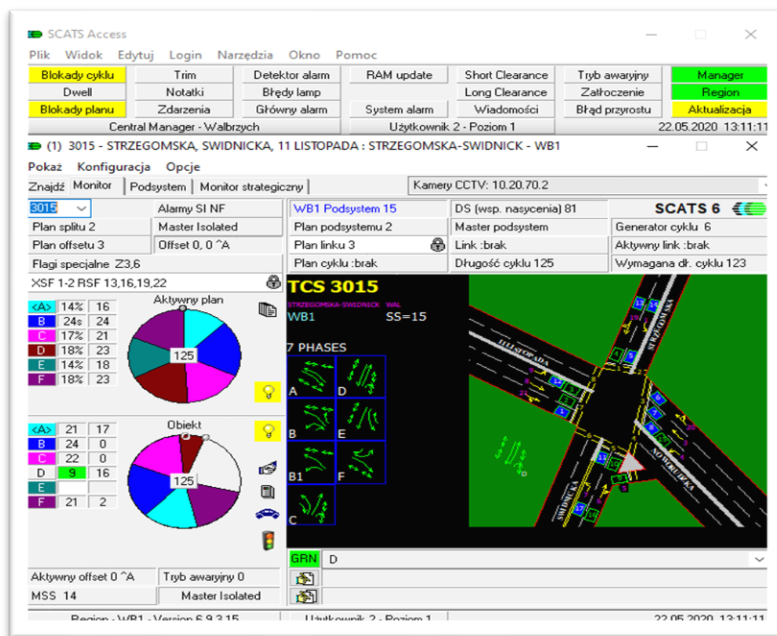 SCATS Access
Plik Widok Edytuj Login Narzędzia Okno Pomoc
Blokady cyklu Trim Detektor alarm RAM update Short Clearance Tryb awaryjny Manager
Dwell Notatki Błędy lamp Long Clearance Zatłoczenie Region
Blokady planu Zdarzenia Główny alarm System alarm Wiadomości Błąd przyrostu Aktualizacja
Central Manager - Walbrzych Użytkownik 2 - Poziom 1 22.05.2020 13:11:11
(1) 3015 - STRZEGOMSKA, SWIDNICKA, 11 LISTOPADA : STRZEGOMSKA-SWIDNICK - WB1
Pokaż Konfiguracja Opcje
Znajdź Monitor Podsystem Monitor strategiczny Kamery CCTV: 10.20.70.2
3015 Alarmy SI NF WB1 Podsystem 15 DS (wsp. nasycenia) 81 SCATS 6
Plan splitu 2 Master Isolated Plan podsystemu 2 Master podsystem Generator cyklu 6
Plan offsetu 3 Offset 0, 0 ^A Plan linku 3 Link :brak Aktywny link :brak
Flagi specjalne Z3,6 Plan cyklu :brak Długość cyklu 125 Wymagana dł. cyklu 123
XSF 1-2 RSF 13,16,19,22
Aktywny plan
<A> 14% 16
B 24s 24
C 17% 21
D 18% 23
E 14% 18
F 18% 23
125
Obiekt
<A> 21 17
B 24 0
C 22 0
D 9 16
E
F 21 2
125
TCS 3015
STRZEGOMSKA-SWIDNICK WAL
WB1 SS=15
7 PHASES
A D
B E
B1 F
C
STRZEGOMSKA
11 LISTOPADA
SWIDNICKA
GRN D
Aktywny offset 0 ^A Tryb awaryjny 0
MSS 14 Master Isolated
Region - WB1 - Version 6.9.3.15 Użytkownik 2 - Poziom 1 22.05.2020 13:11:11